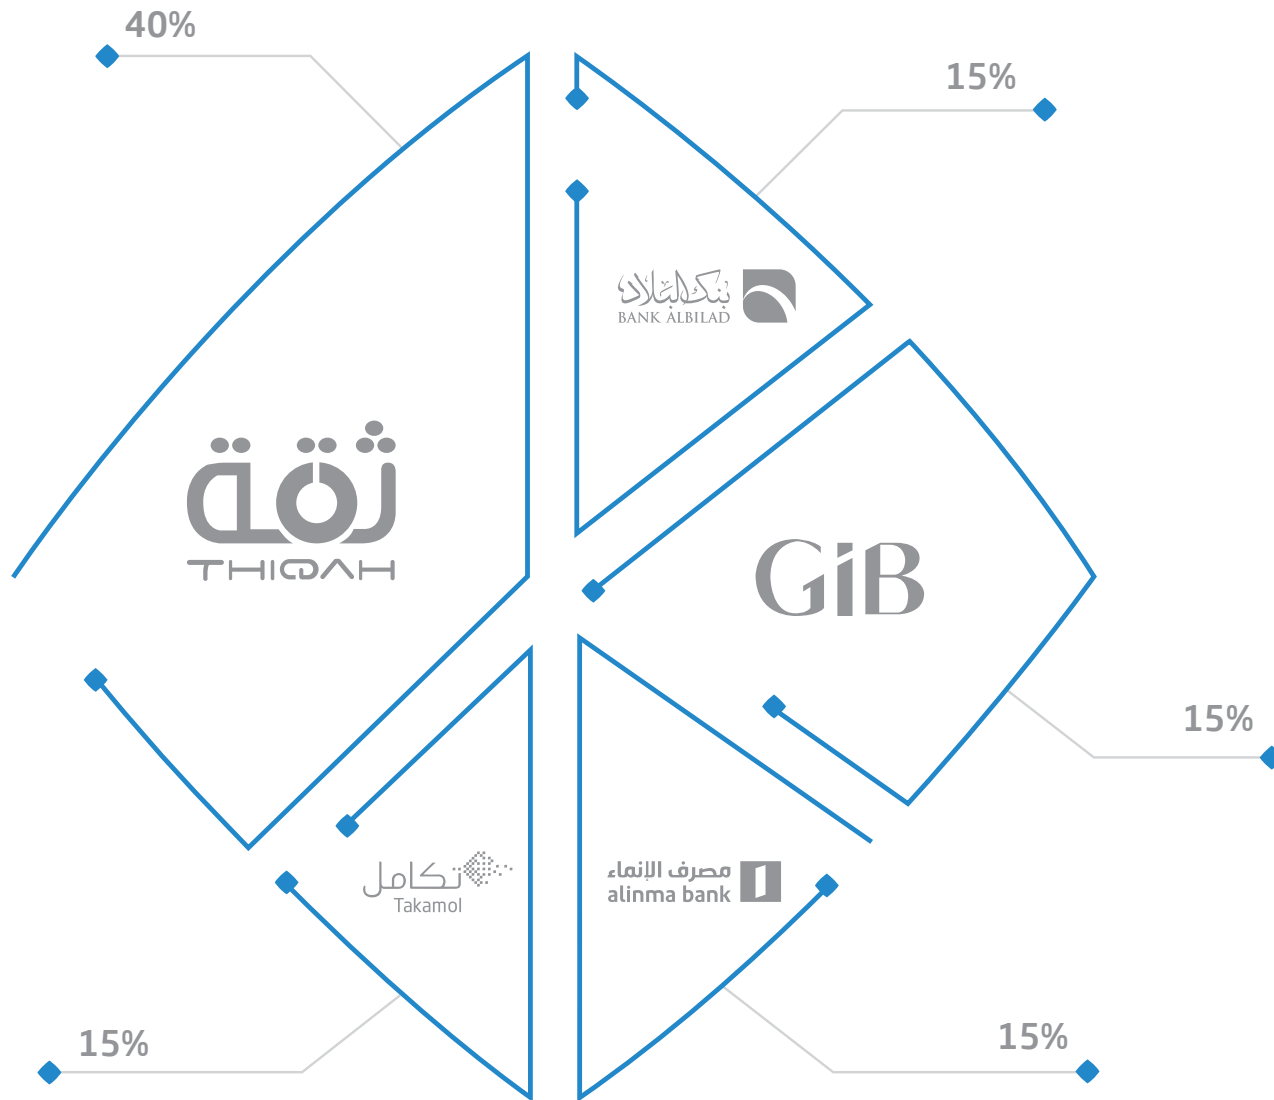 40%
15%
بنك البلاد
BANK ALBILAD
ثقة
THIQAH
GiB
15%
تكامل
Takamol
مصرف الإنماء
alinma bank
15%
15%